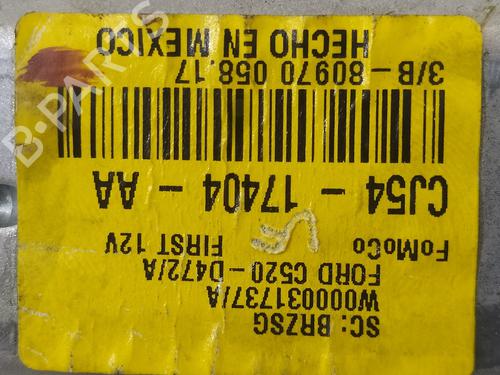 SC: BRZSG
W000031737/A
FORD C520-D472/A
FoMoCo FIRST 12V
CJ54-17404-AA
3/B-80970 058.17
HECHO EN MEXICO
B-PARTS